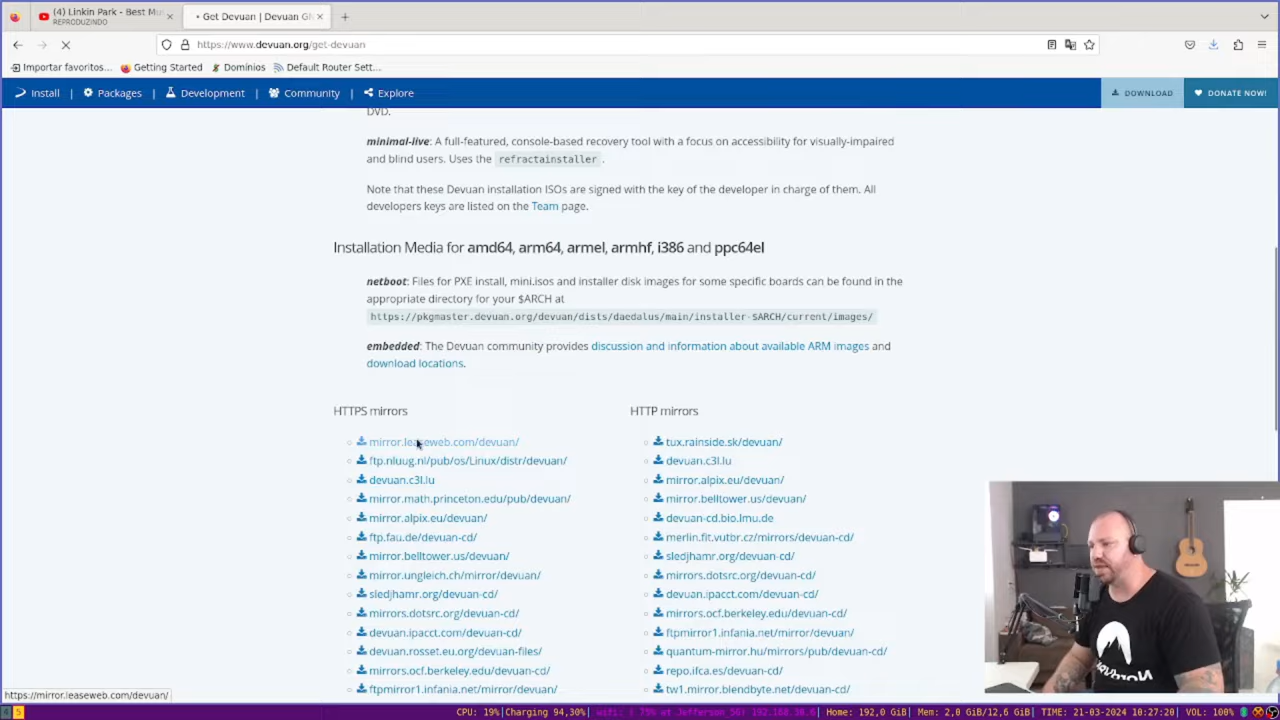 (4) Linkin Park - Best Mu
REPRODUZINDO
Get Devuan | Devuan GN
https://www.devuan.org/get-devuan
Importar favoritos...
Getting Started
Domínios
Default Router Sett...
Install
Packages
Development
Community
Explore
DOWNLOAD
DONATE NOW!
DVD.
minimal-live: A full-featured, console-based recovery tool with a focus on accessibility for visually-impaired
and blind users. Uses the refractainstaller .
Note that these Devuan installation ISOs are signed with the key of the developer in charge of them. All
developers keys are listed on the Team page.
Installation Media for amd64, arm64, armel, armhf, i386 and ppc64el
netboot: Files for PXE install, mini.isos and installer disk images for some specific boards can be found in the
appropriate directory for your $ARCH at
https://pkgmaster.devuan.org/devuan/dists/daedalus/main/installer-$ARCH/current/images/
embedded: The Devuan community provides discussion and information about available ARM images and
download locations.
HTTPS mirrors
mirror.leaseweb.com/devuan/
ftp.nluug.nl/pub/os/Linux/distr/devuan/
devuan.c3l.lu
mirror.math.princeton.edu/pub/devuan/
mirror.alpix.eu/devuan/
ftp.fau.de/devuan-cd/
mirror.belltower.us/devuan/
mirror.ungleich.ch/mirror/devuan/
sledjhamr.org/devuan-cd/
mirrors.dotsrc.org/devuan-cd/
devuan.ipacct.com/devuan-cd/
devuan.rosset.eu.org/devuan-files/
mirrors.ocf.berkeley.edu/devuan-cd/
ftpmirror1.infania.net/mirror/devuan/
HTTP mirrors
tux.rainside.sk/devuan/
devuan.c3l.lu
mirror.alpix.eu/devuan/
mirror.belltower.us/devuan/
devuan-cd.bio.lmu.de
merlin.fit.vutbr.cz/mirrors/devuan-cd/
sledjhamr.org/devuan-cd/
mirrors.dotsrc.org/devuan-cd/
devuan.ipacct.com/devuan-cd/
mirrors.ocf.berkeley.edu/devuan-cd/
ftpmirror1.infania.net/mirror/devuan/
quantum-mirror.hu/mirrors/pub/devuan-cd/
repo.ifca.es/devuan-cd/
tw1.mirror.blendbyte.net/devuan-cd/
https://mirror.leaseweb.com/devuan/
4 5
CPU: 19%| Charging 94,30%| Home: 192,0 GiB| Mem: 2,0 GiB/12,6 GiB| TIME: 21-03-2024 10:27:20 | VOL: 100%